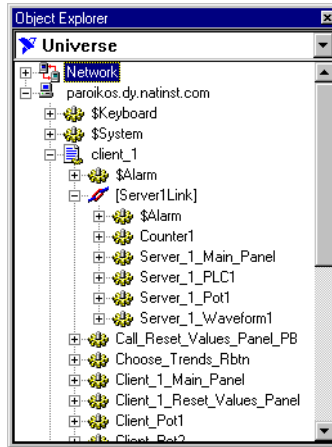 Object Explorer
Universe
Network
paroikos.dy.natinst.com
$Keyboard
$System
client_1
$Alarm
[Server1Link]
$Alarm
Counter1
Server_1_Main_Panel
Server_1_PLC1
Server_1_Pot1
Server_1_Waveform1
Call_Reset_Values_Panel_PB
Choose_Trends_Rbtn
Client_1_Main_Panel
Client_1_Reset_Values_Panel
Client_Pot1
Client_Pot2